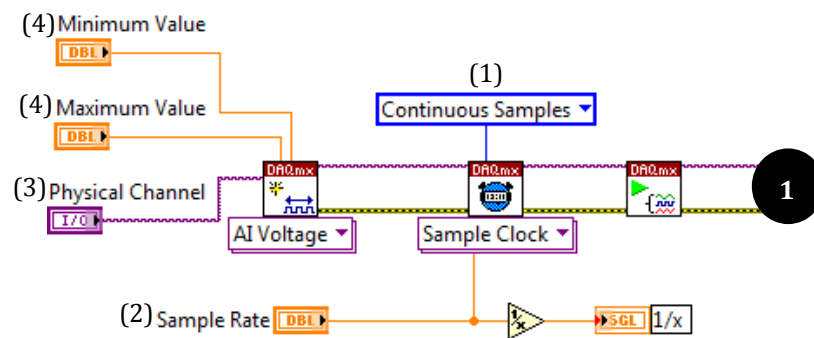 (4) Minimum Value
DBL
(1)
Continuous Samples
(4) Maximum Value
DBL
DAQmx DAQmx DAQmx
(3) Physical Channel
I/O
1
AI Voltage Sample Clock
(2) Sample Rate DBL 1/x SGL 1/x